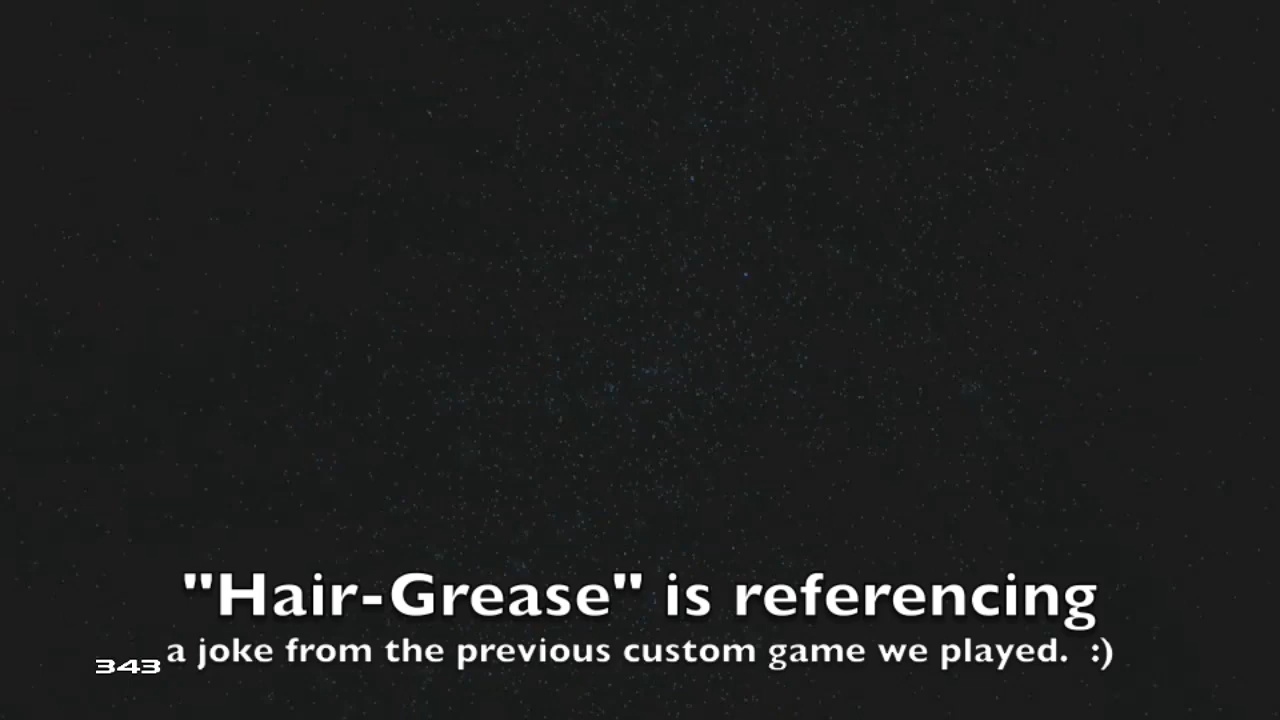 "Hair-Grease" is referencing
a joke from the previous custom game we played.  :)
343